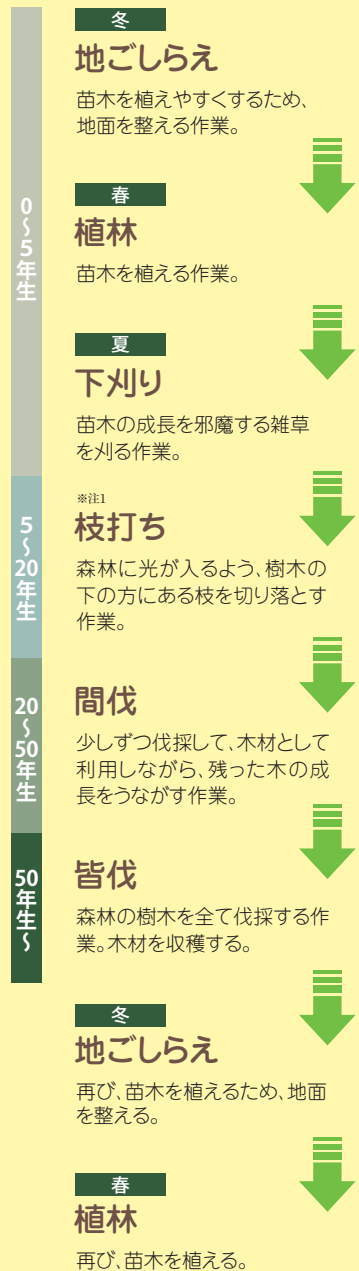 冬
地ごしらえ
苗木を植えやすくするため、
地面を整える作業。
0～5年生
春
植林
苗木を植える作業。
夏
下刈り
苗木の成長を邪魔する雑草
を刈る作業。
5～20年生
※注1
枝打ち
森林に光が入るよう、樹木の
下の方にある枝を切り落とす
作業。
20～50年生
間伐
少しずつ伐採して、木材として
利用しながら、残った木の成
長をうながす作業。
50年生～
皆伐
森林の樹木を全て伐採する作
業。木材を収穫する。
冬
地ごしらえ
再び、苗木を植えるため、地面
を整える。
春
植林
再び、苗木を植える。